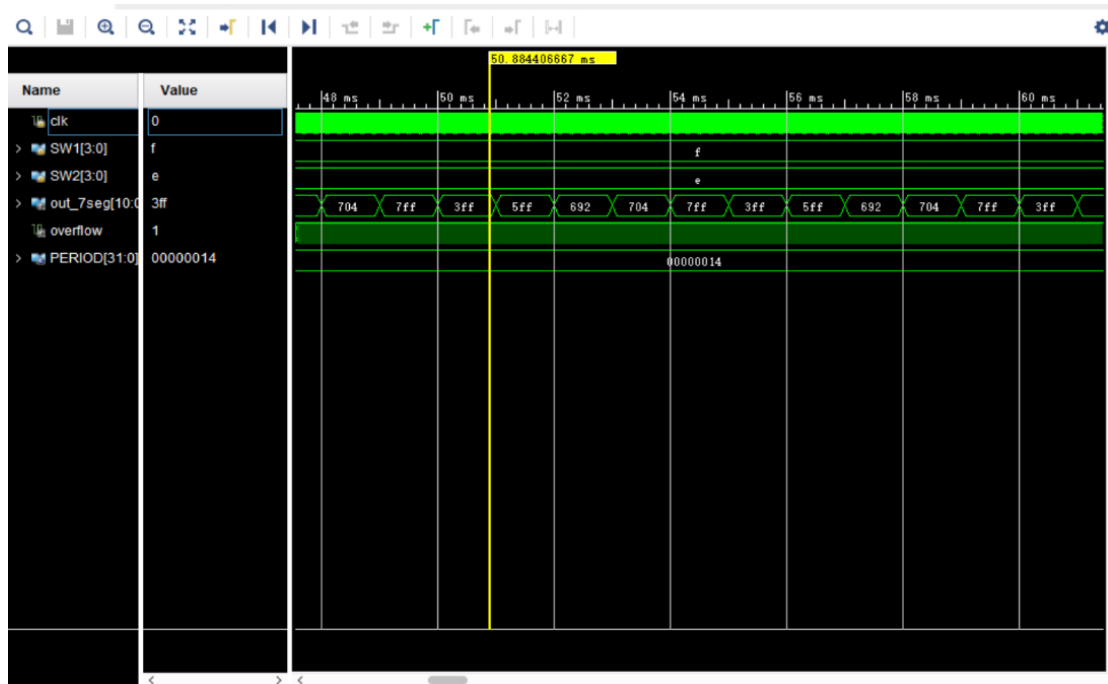 50.884406667 ms
Name Value
48 ms 50 ms 52 ms 54 ms 56 ms 58 ms 60 ms
clk 0
SW1[3:0] f f
SW2[3:0] e e
out_7seg[10:0 3ff 704 7ff 3ff 5ff 692 704 7ff 3ff 5ff 692 704 7ff 3ff
overflow 1
PERIOD[31:0] 00000014 00000014